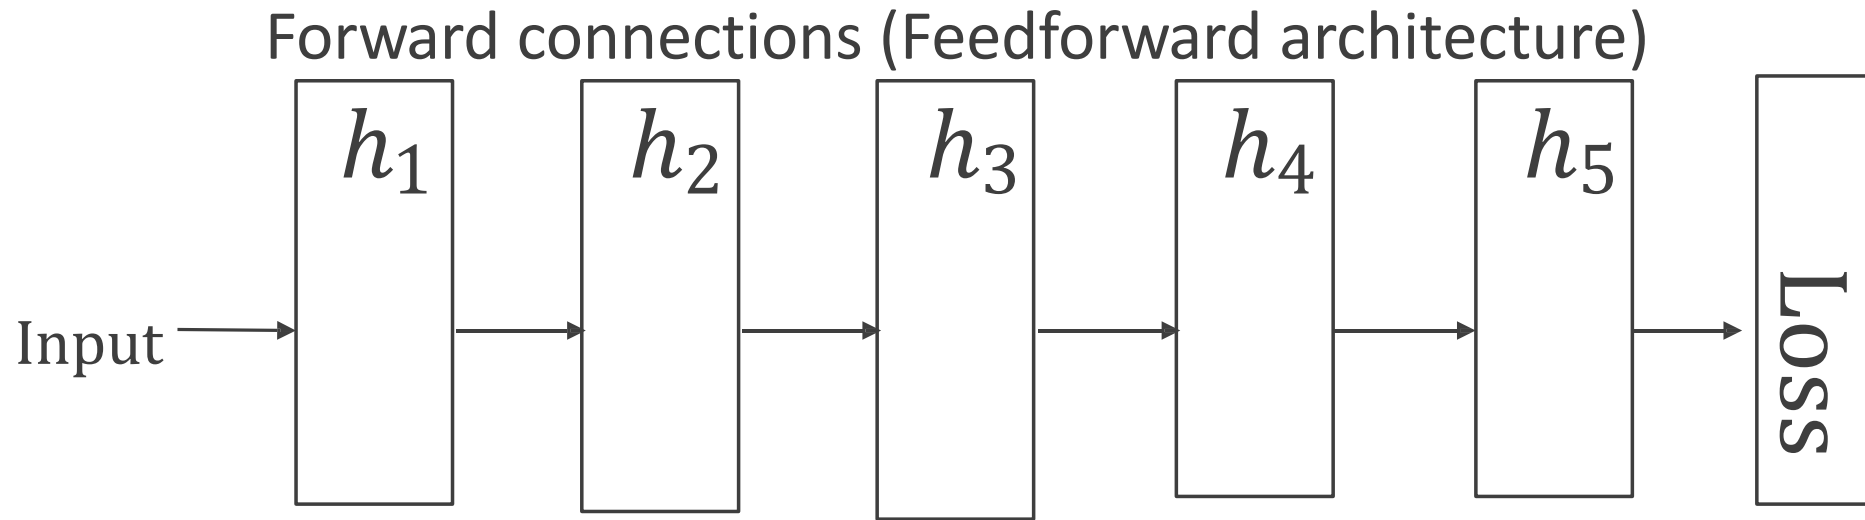 Forward connections (Feedforward architecture)
h₁ h₂ h₃ h₄ h₅
Input
Loss